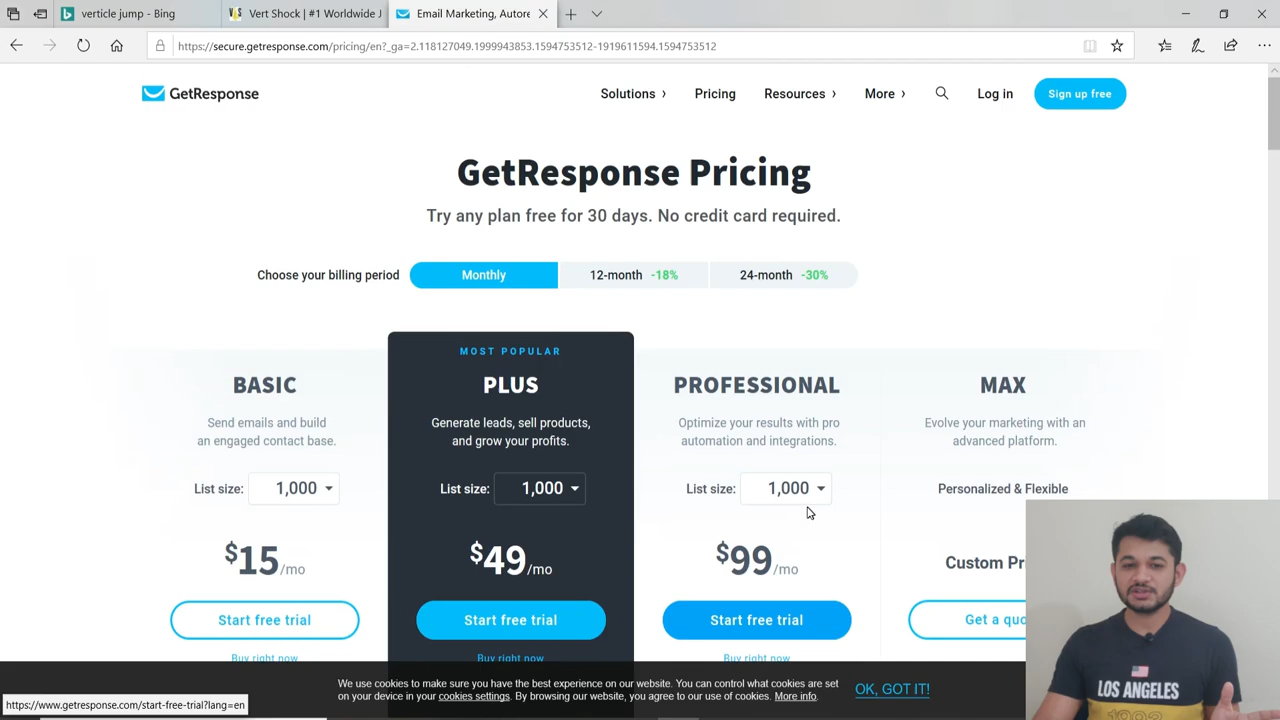 verticle jump - Bing
Vert Shock | #1 Worldwide J
Email Marketing, Autore
https://secure.getresponse.com/pricing/en?_ga=2.118127049.1999943853.1594753512-1919611594.1594753512
GetResponse
Solutions
Pricing
Resources
More
Log in
Sign up free
GetResponse Pricing
Try any plan free for 30 days. No credit card required.
Choose your billing period
Monthly
12-month -18%
24-month -30%
MOST POPULAR
BASIC
PLUS
PROFESSIONAL
MAX
Send emails and build
an engaged contact base.
Generate leads, sell products,
and grow your profits.
Optimize your results with pro
automation and integrations.
Evolve your marketing with an
advanced platform.
List size: 1,000
List size: 1,000
List size: 1,000
Personalized & Flexible
$15/mo
$49/mo
$99/mo
Custom Pri
Start free trial
Start free trial
Start free trial
Get a quo
Buy right now
Buy right now
Buy right now
We use cookies to make sure you have the best experience on our website. You can control what cookies are set
on your device in your cookies settings. By browsing our website, you agree to our use of cookies. More info.
OK, GOT IT!
https://www.getresponse.com/start-free-trial?lang=en
LOS ANGELES